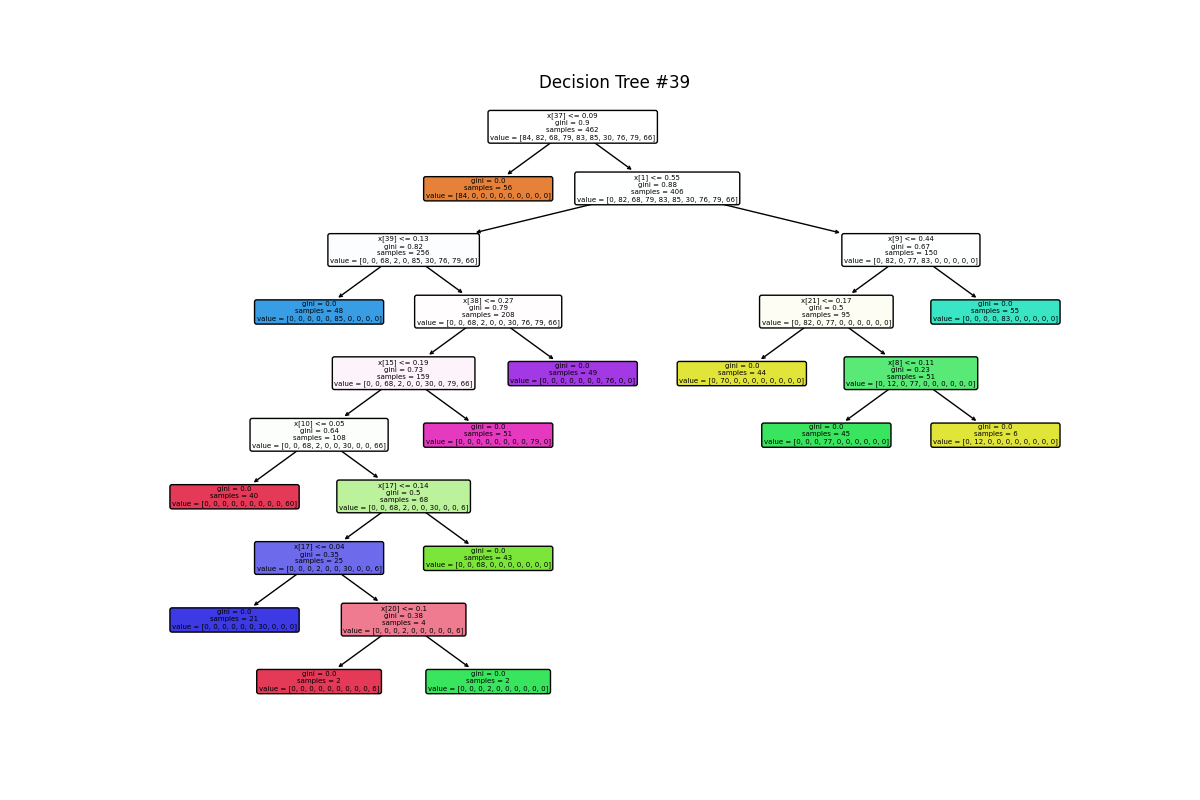 Decision Tree #39
x[37] <= 0.09
gini = 0.9
samples = 462
value = [84, 82, 68, 79, 83, 85, 30, 76, 79, 66]
gini = 0.0
samples = 56
value = [84, 0, 0, 0, 0, 0, 0, 0, 0, 0]
x[1] <= 0.55
gini = 0.88
samples = 406
value = [0, 82, 68, 79, 83, 85, 30, 76, 79, 66]
x[39] <= 0.13
gini = 0.82
samples = 256
value = [0, 0, 68, 2, 0, 85, 30, 76, 79, 66]
x[9] <= 0.44
gini = 0.67
samples = 150
value = [0, 82, 0, 77, 83, 0, 0, 0, 0, 0]
gini = 0.0
samples = 48
value = [0, 0, 0, 0, 0, 85, 0, 0, 0, 0]
x[38] <= 0.27
gini = 0.79
samples = 208
value = [0, 0, 68, 2, 0, 0, 30, 76, 79, 66]
x[21] <= 0.17
gini = 0.5
samples = 95
value = [0, 82, 0, 77, 0, 0, 0, 0, 0, 0]
gini = 0.0
samples = 55
value = [0, 0, 0, 0, 83, 0, 0, 0, 0, 0]
x[15] <= 0.19
gini = 0.73
samples = 159
value = [0, 0, 68, 2, 0, 0, 30, 0, 79, 66]
gini = 0.0
samples = 49
value = [0, 0, 0, 0, 0, 0, 0, 76, 0, 0]
gini = 0.0
samples = 44
value = [0, 70, 0, 0, 0, 0, 0, 0, 0, 0]
x[8] <= 0.11
gini = 0.23
samples = 51
value = [0, 12, 0, 77, 0, 0, 0, 0, 0, 0]
x[10] <= 0.05
gini = 0.64
samples = 108
value = [0, 0, 68, 2, 0, 0, 30, 0, 0, 66]
gini = 0.0
samples = 51
value = [0, 0, 0, 0, 0, 0, 0, 0, 79, 0]
gini = 0.0
samples = 45
value = [0, 0, 0, 77, 0, 0, 0, 0, 0, 0]
gini = 0.0
samples = 6
value = [0, 12, 0, 0, 0, 0, 0, 0, 0, 0]
gini = 0.0
samples = 40
value = [0, 0, 0, 0, 0, 0, 0, 0, 0, 60]
x[17] <= 0.14
gini = 0.5
samples = 68
value = [0, 0, 68, 2, 0, 0, 30, 0, 0, 6]
x[17] <= 0.04
gini = 0.35
samples = 25
value = [0, 0, 0, 2, 0, 0, 30, 0, 0, 6]
gini = 0.0
samples = 43
value = [0, 0, 68, 0, 0, 0, 0, 0, 0, 0]
gini = 0.0
samples = 21
value = [0, 0, 0, 0, 0, 0, 30, 0, 0, 0]
x[20] <= 0.1
gini = 0.38
samples = 4
value = [0, 0, 0, 2, 0, 0, 0, 0, 0, 6]
gini = 0.0
samples = 2
value = [0, 0, 0, 0, 0, 0, 0, 0, 0, 6]
gini = 0.0
samples = 2
value = [0, 0, 0, 2, 0, 0, 0, 0, 0, 0]